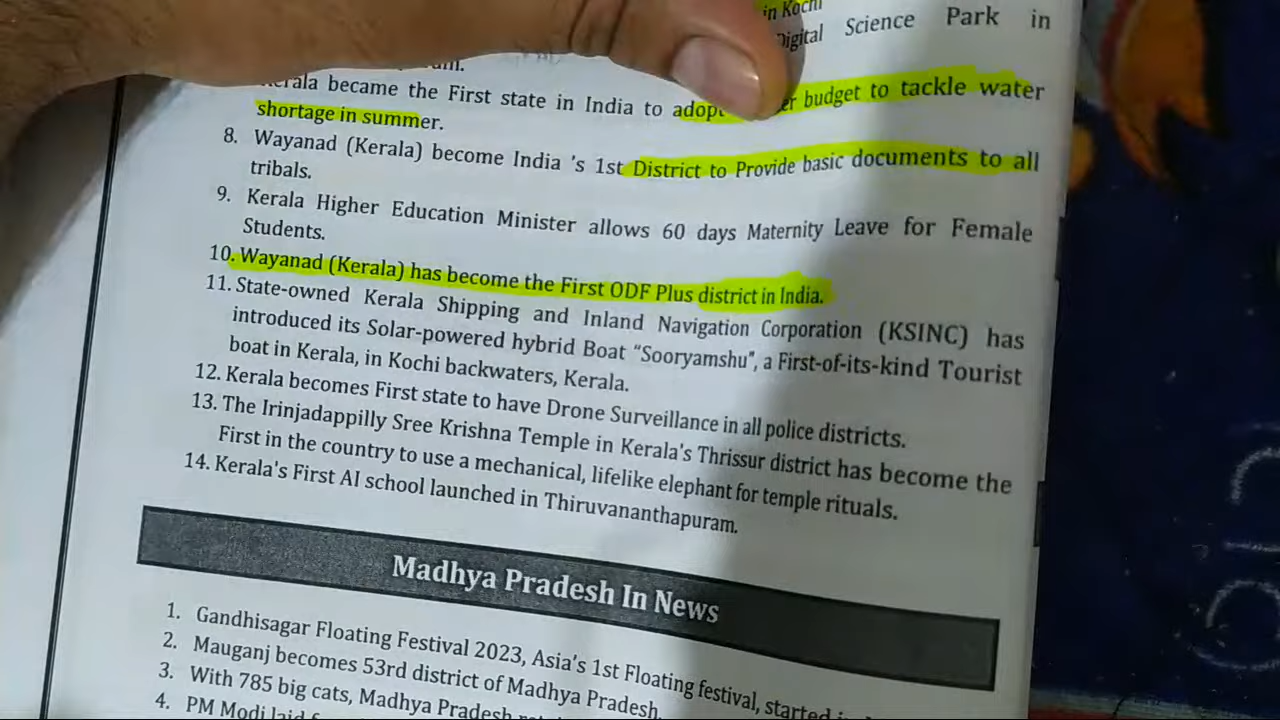 in Kochi
Digital Science Park in
Kerala became the First state in India to adopt budget to tackle water
shortage in summer.
8. Wayanad (Kerala) become India 's 1st District to Provide basic documents to all
tribals.
9. Kerala Higher Education Minister allows 60 days Maternity Leave for Female
Students.
10. Wayanad (Kerala) has become the First ODF Plus district in India.
11. State-owned Kerala Shipping and Inland Navigation Corporation (KSINC) has
introduced its Solar-powered hybrid Boat "Sooryamshu", a First-of-its-kind Tourist
boat in Kerala, in Kochi backwaters, Kerala.
12. Kerala becomes First state to have Drone Surveillance in all police districts.
13. The Irinjadappilly Sree Krishna Temple in Kerala's Thrissur district has become the
First in the country to use a mechanical, lifelike elephant for temple rituals.
14. Kerala's First AI school launched in Thiruvananthapuram.
Madhya Pradesh In News
1. Gandhisagar Floating Festival 2023, Asia's 1st Floating festival, started
2. Mauganj becomes 53rd district of Madhya Pradesh.
3. With 785 big cats, Madhya Pradesh
4. PM Modi laid